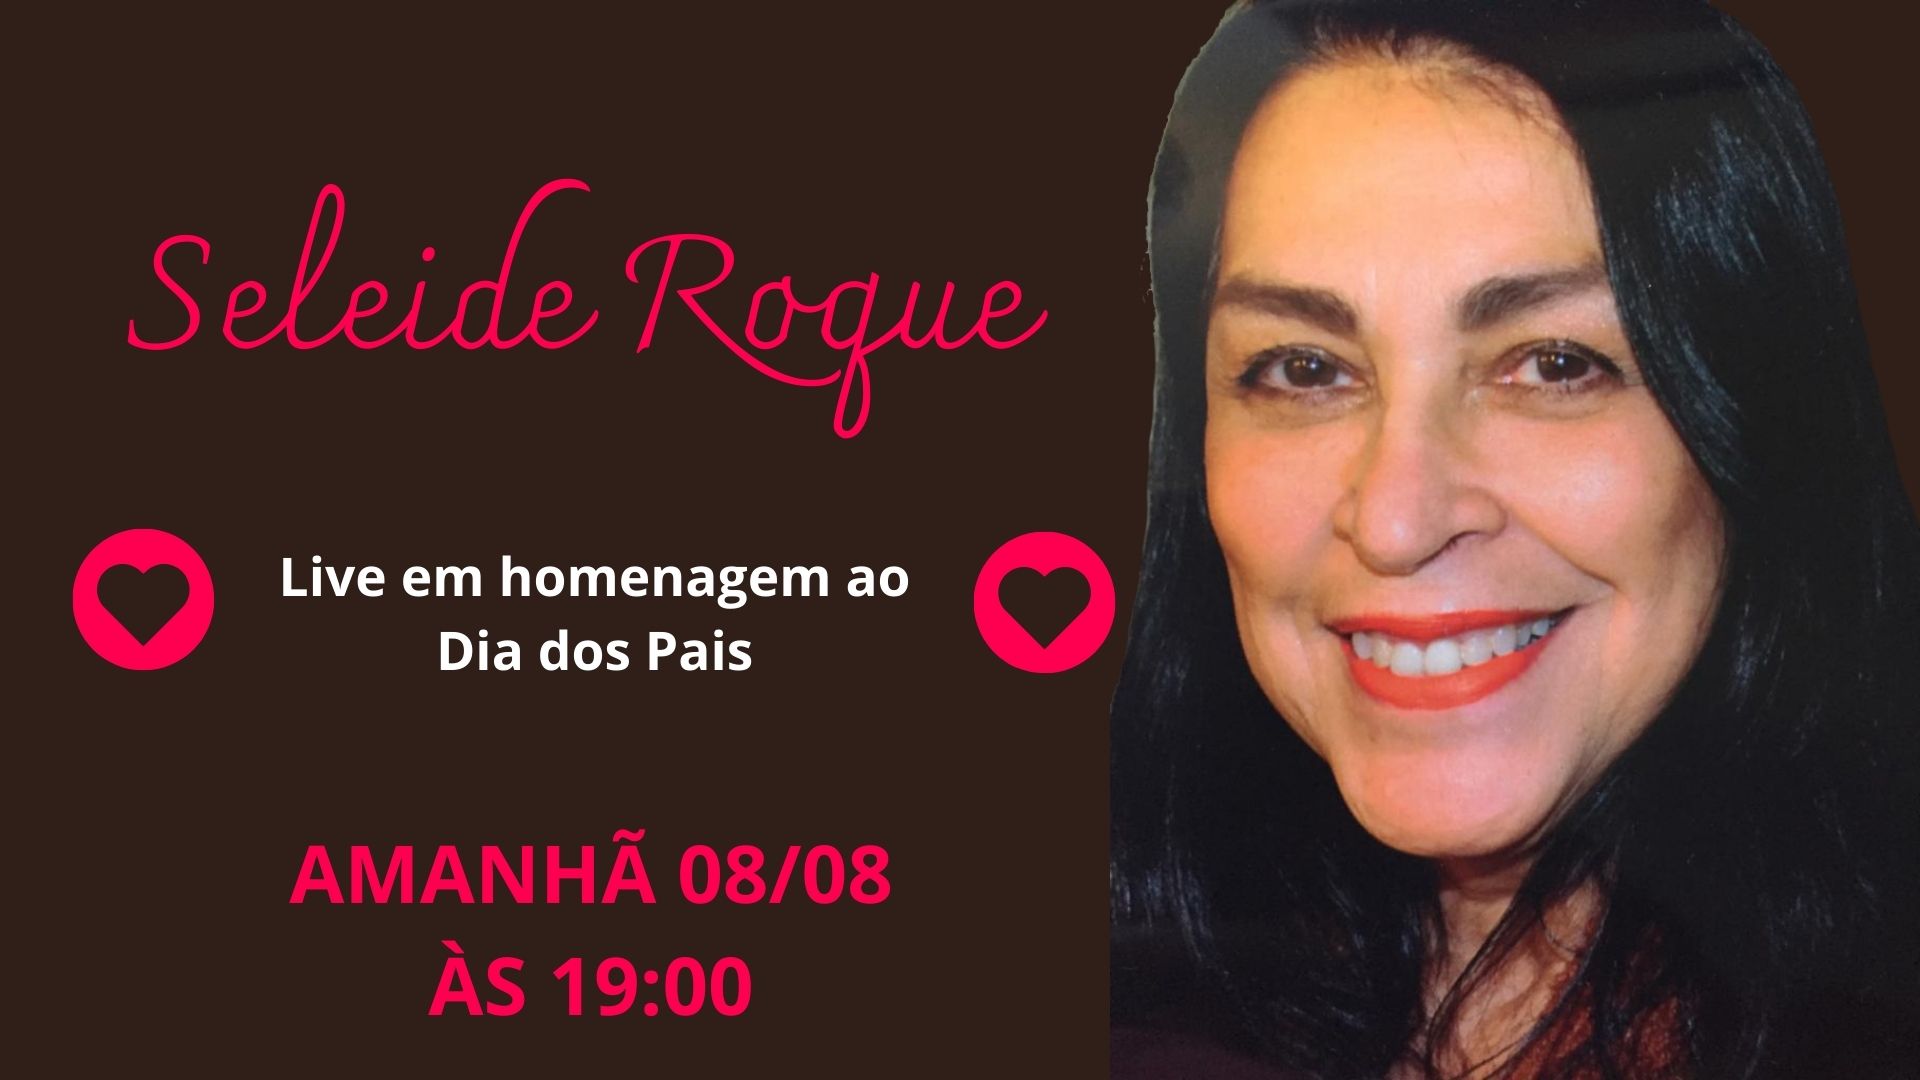 Seleide Roque
Live em homenagem ao
Dia dos Pais
AMANHÃ 08/08
ÀS 19:00